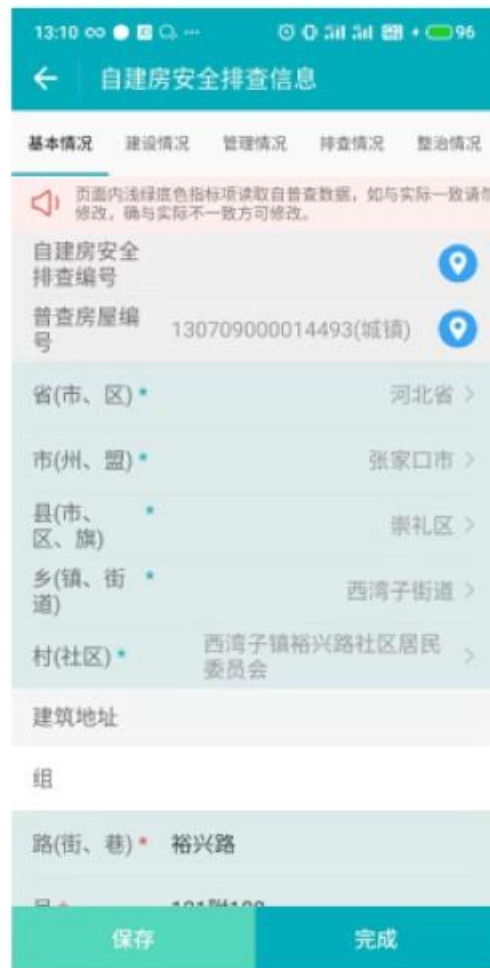 13:10
96
自建房安全排查信息
基本情况 建设情况 管理情况 排查情况 整治情况
页面内浅绿底色指标项读取自普查数据，如与实际一致请勿
修改，确与实际不一致方可修改。
自建房安全
排查编号
普查房屋编
号
130709000014493(城镇)
省(市、区)* 河北省 >
市(州、盟)* 张家口市 >
县(市、 *
区、旗)
崇礼区 >
乡(镇、街 *
道)
西湾子街道 >
村(社区)*
西湾子镇裕兴路社区居民
委员会 >
建筑地址
组
路(街、巷)* 裕兴路
保存 完成